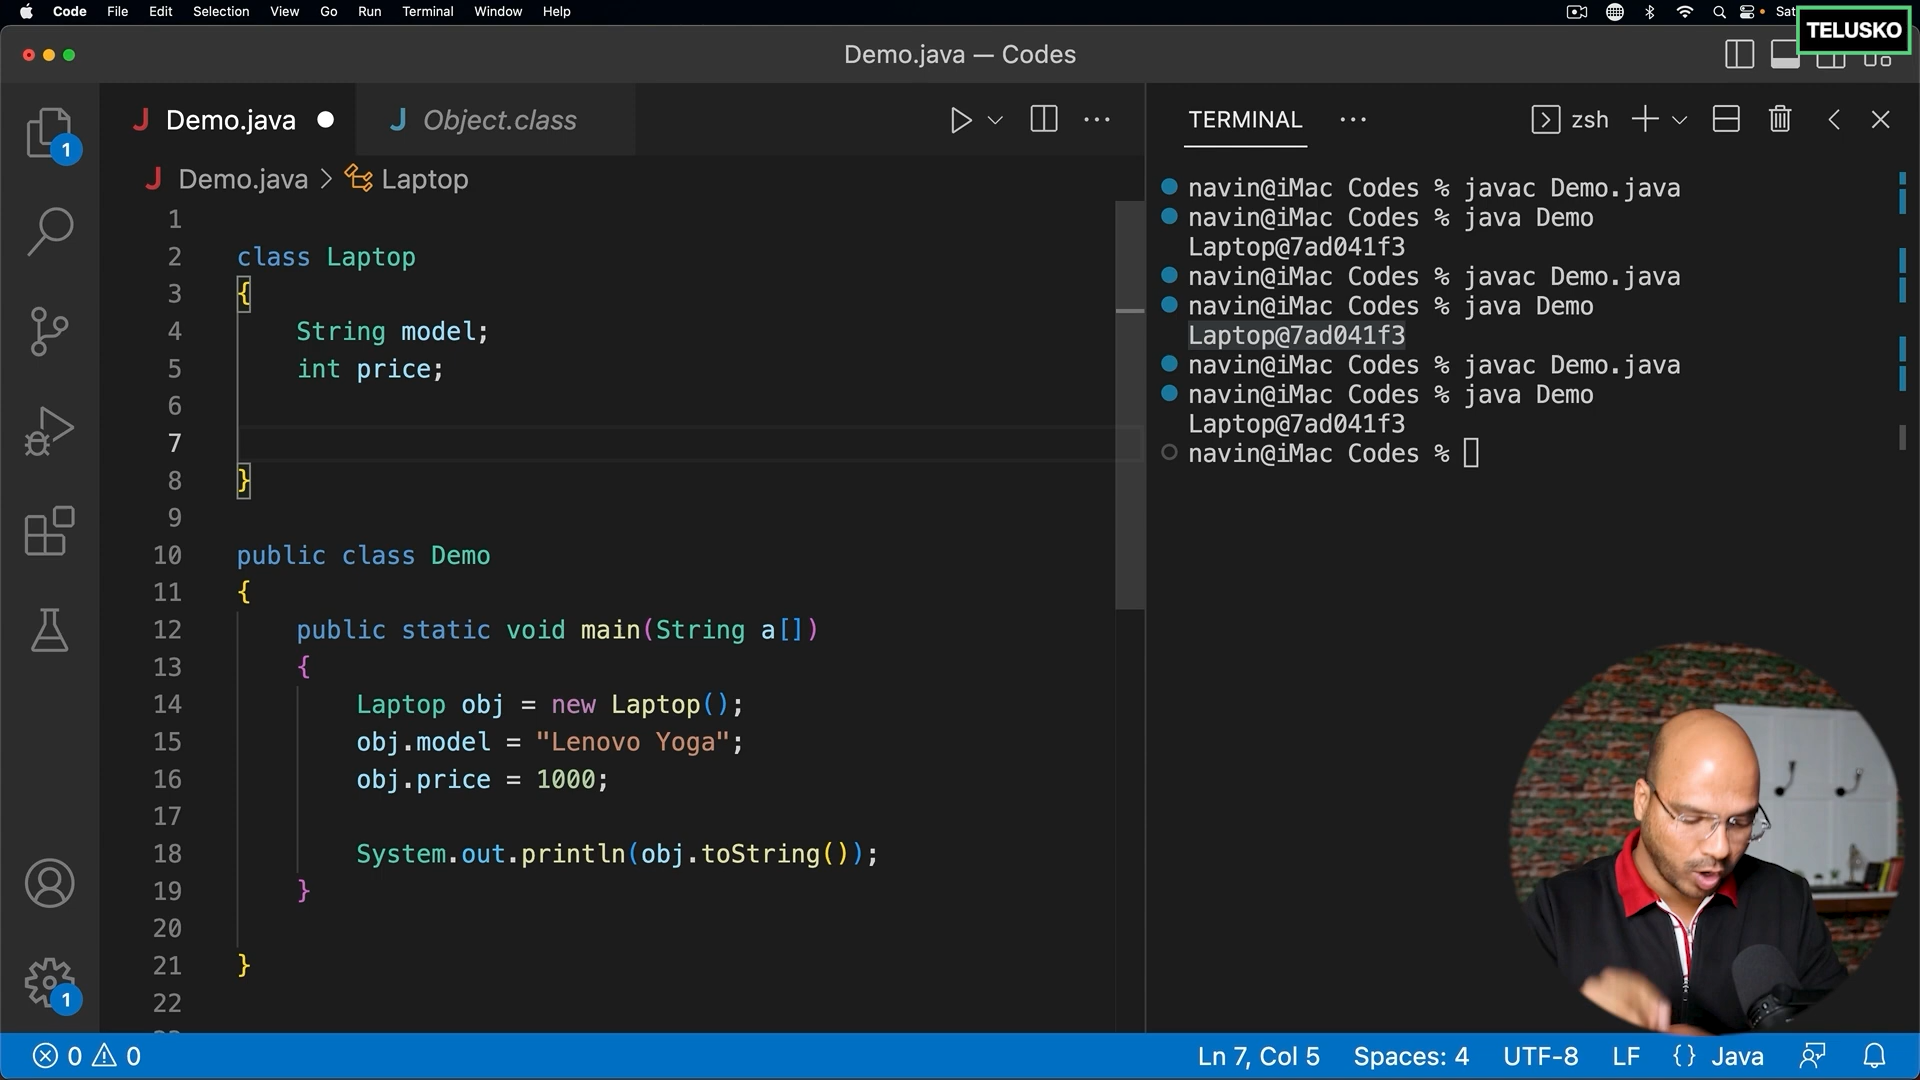 Code File Edit Selection View Go Run Terminal Window Help
TELUSKO
Demo.java — Codes
J Demo.java
J Object.class
J Demo.java > Laptop
1
2 class Laptop
3 {
4 String model;
5 int price;
6
7
8 }
9
10 public class Demo
11 {
12 public static void main(String a[])
13 {
14 Laptop obj = new Laptop();
15 obj.model = "Lenovo Yoga";
16 obj.price = 1000;
17
18 System.out.println(obj.toString());
19 }
20
21 }
22
TERMINAL
zsh
navin@iMac Codes % javac Demo.java
navin@iMac Codes % java Demo
Laptop@7ad041f3
navin@iMac Codes % javac Demo.java
navin@iMac Codes % java Demo
Laptop@7ad041f3
navin@iMac Codes % javac Demo.java
navin@iMac Codes % java Demo
Laptop@7ad041f3
navin@iMac Codes %
1
1
0 0
Ln 7, Col 5 Spaces: 4 UTF-8 LF {} Java